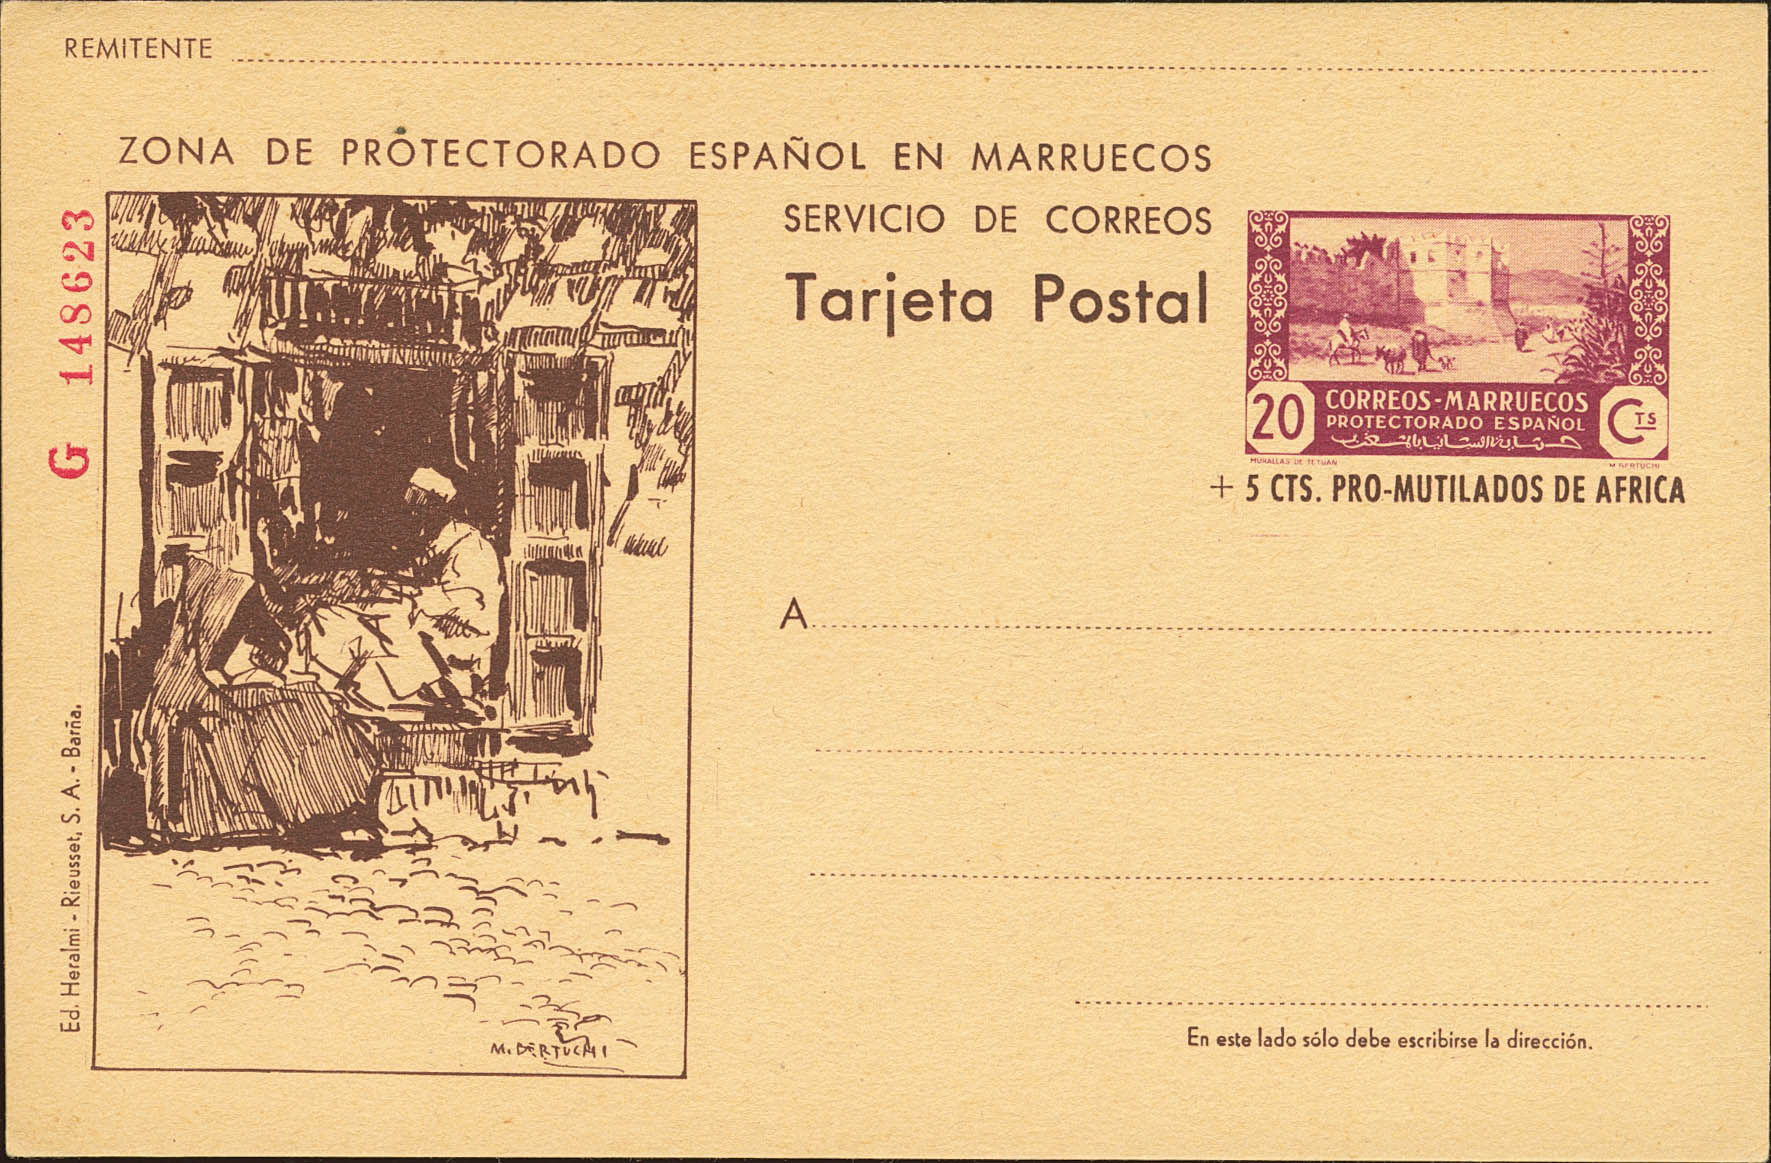 REMITENTE
ZONA DE PROTECTORADO ESPAÑOL EN MARRUECOS
SERVICIO DE CORREOS
Tarjeta Postal
G 148623
20 CORREOS-MARRUECOS CTS
PROTECTORADO ESPAÑOL
MURALLAS DE TETUAN M. BERTUCHI
+ 5 CTS. PRO-MUTILADOS DE AFRICA
A
En este lado sólo debe escribirse la dirección.
Ed. Heralmi - Rieusset, S. A. - Barña.
M. BERTUCHI